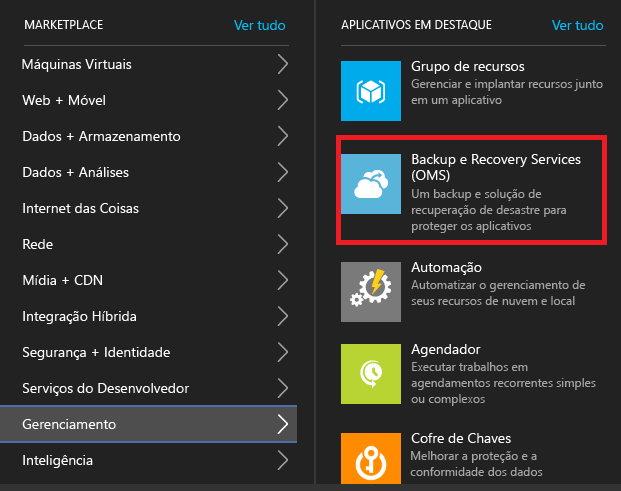 MARKETPLACE
Ver tudo
Máquinas Virtuais
Web + Móvel
Dados + Armazenamento
Dados + Análises
Internet das Coisas
Rede
Mídia + CDN
Integração Híbrida
Segurança + Identidade
Serviços do Desenvolvedor
Gerenciamento
Inteligência
APLICATIVOS EM DESTAQUE
Ver tudo
Grupo de recursos
Gerenciar e implantar recursos junto
em um aplicativo
Backup e Recovery Services
(OMS)
Um backup e solução de
recuperação de desastre para
proteger os aplicativos
Automação
Automatizar o gerenciamento de
seus recursos de nuvem e local
Agendador
Executar trabalhos em
agendamentos recorrentes simples
ou complexos
Cofre de Chaves
Melhorar a proteção e a
conformidade dos dados